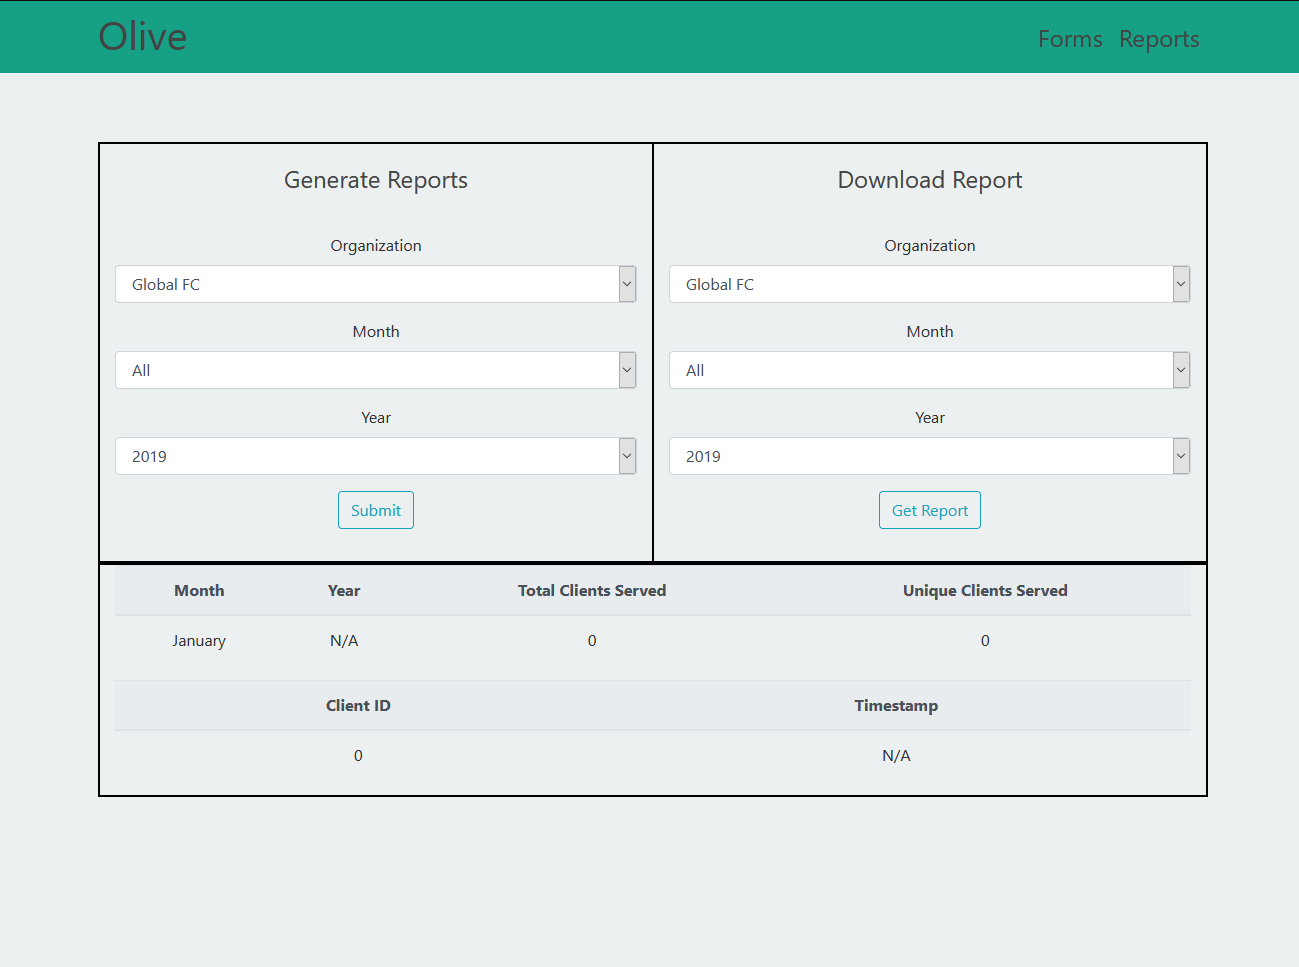 Olive
Forms Reports
Generate Reports
Organization
Global FC
Month
All
Year
2019
Submit
Download Report
Organization
Global FC
Month
All
Year
2019
Get Report
Month Year Total Clients Served Unique Clients Served
January N/A 0 0
Client ID Timestamp
0 N/A